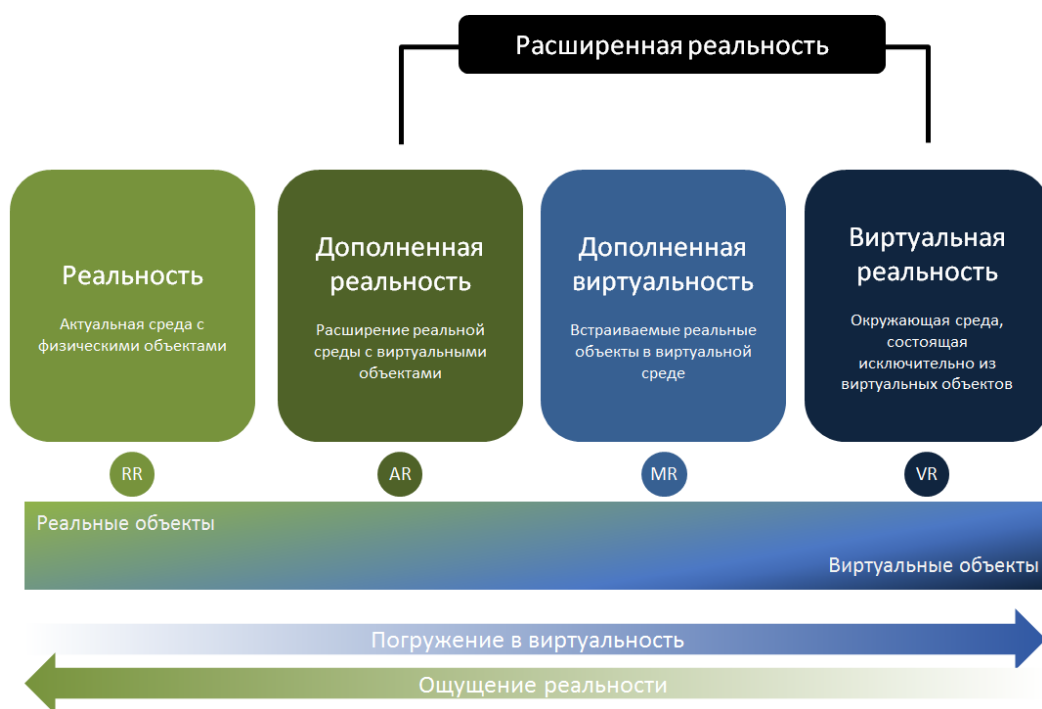 Расширенная реальность
Реальность
Актуальная среда с
физическими объектами
Дополненная
реальность
Расширение реальной
среды с виртуальными
объектами
Дополненная
виртуальность
Встраиваемые реальные
объекты в виртуальной
среде
Виртуальная
реальность
Окружающая среда,
состоящая
исключительно из
виртуальных объектов
RR
AR
MR
VR
Реальные объекты
Виртуальные объекты
Погружение в виртуальность
Ощущение реальности